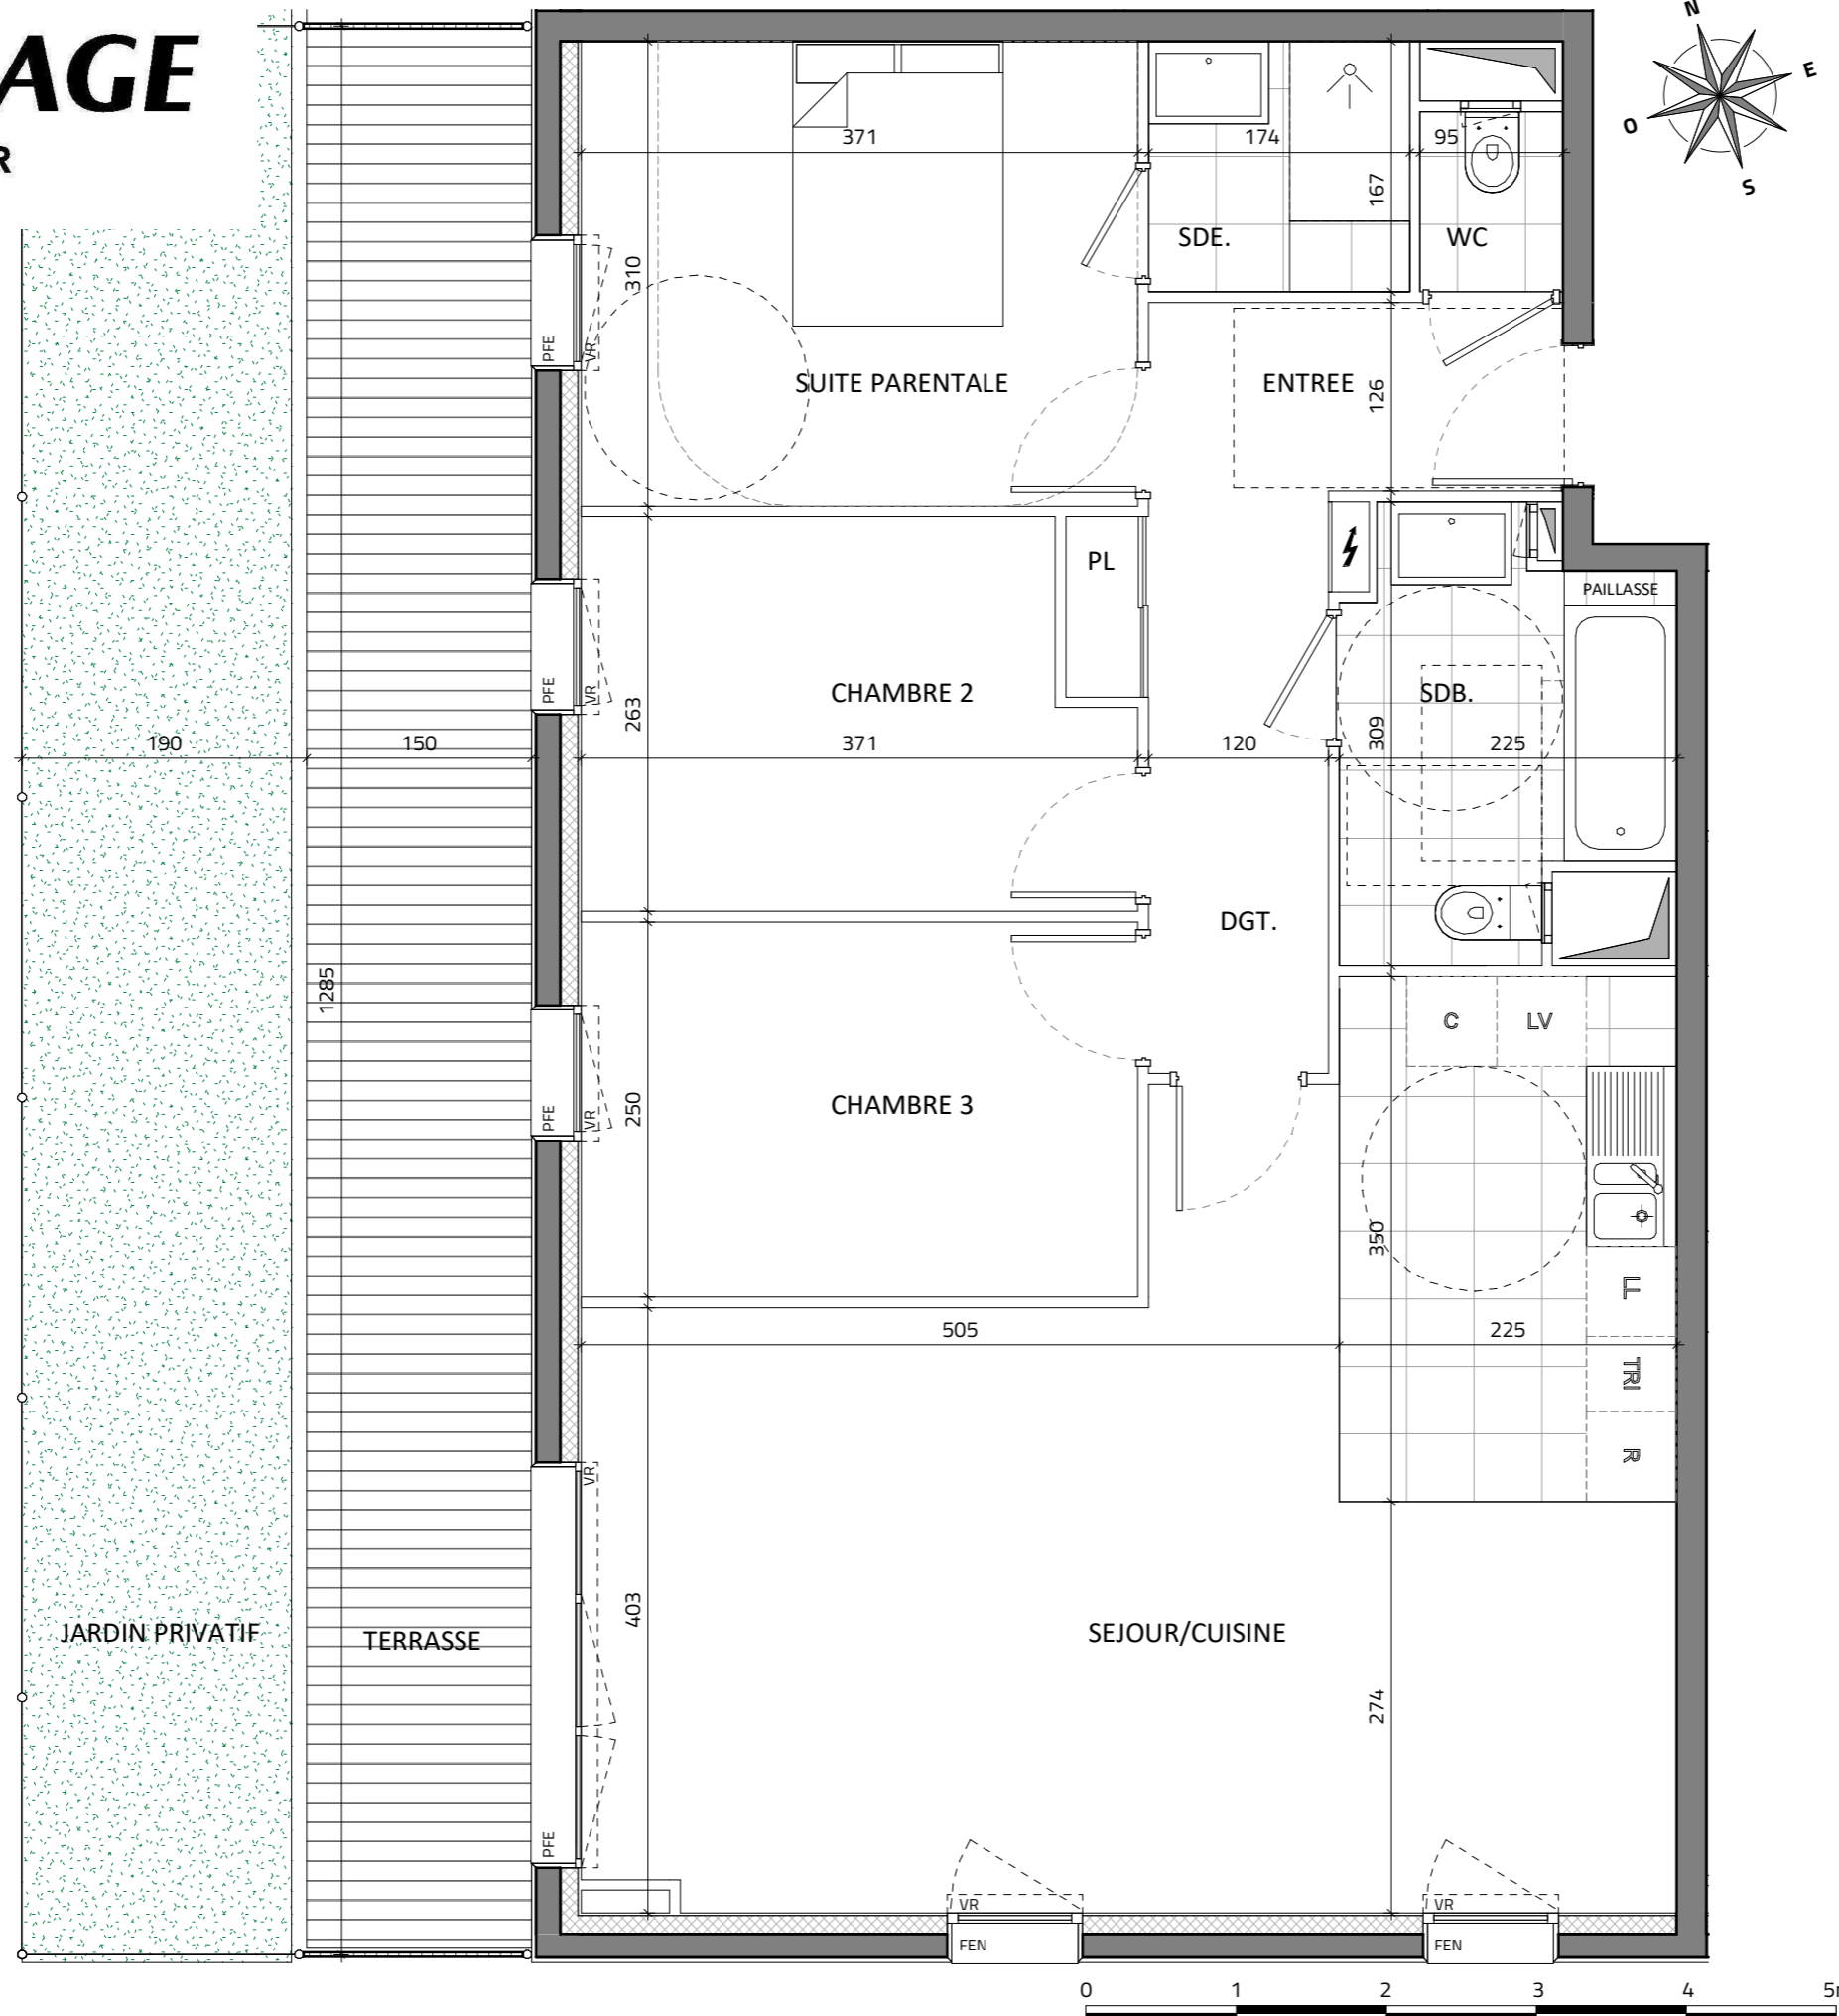 AGE
R
N
E
O
S
371
174
95
167
SDE.
WC
310
PFE
VR
SUITE PARENTALE
ENTREE
126
PL
PAILLASSE
CHAMBRE 2
SDB.
PFE
VR
263
309
190
150
371
120
225
DGT.
1285
C
LV
PFE
VR
250
CHAMBRE 3
350
LL
505
225
TRI
R
VR
403
JARDIN PRIVATIF
TERRASSE
SEJOUR/CUISINE
274
PFE
VR
VR
FEN
FEN
0 1 2 3 4 5